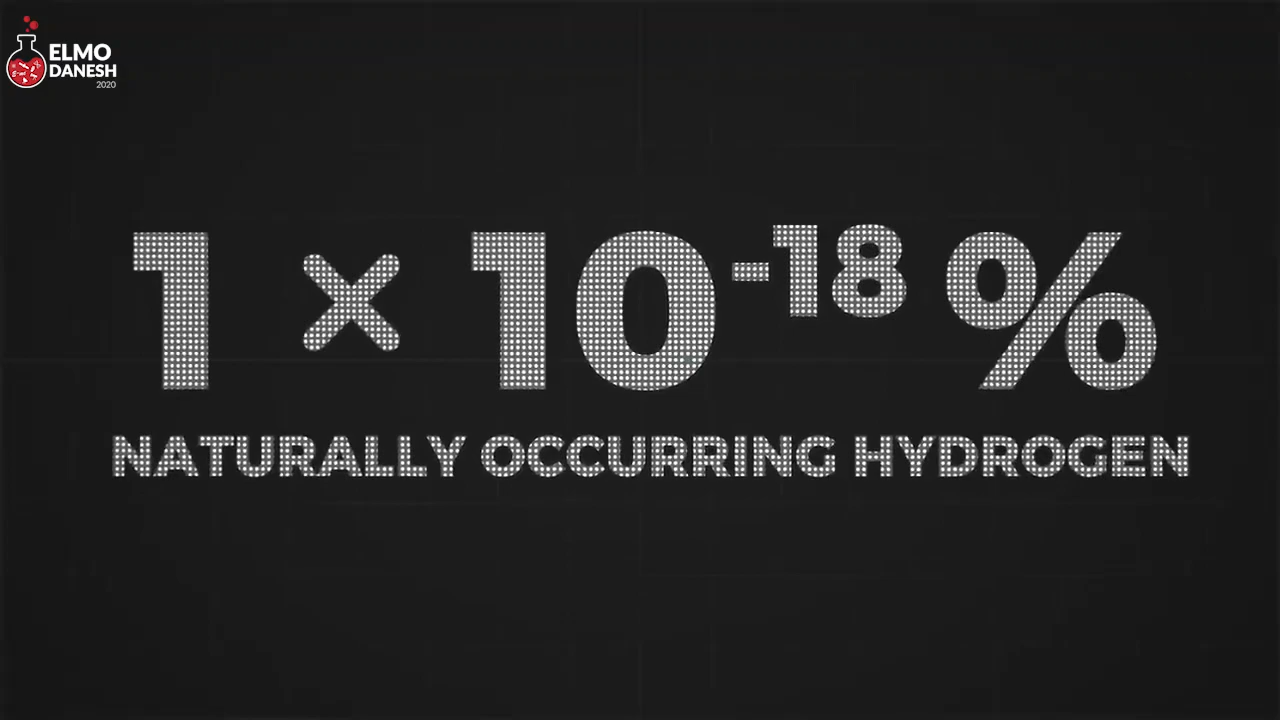 ELMO
DANESH
2020
1 × 10⁻¹⁸ %
NATURALLY OCCURRING HYDROGEN